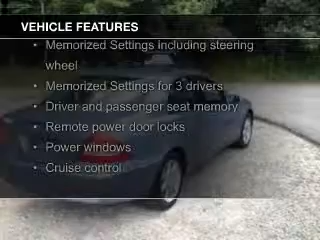 VEHICLE FEATURES
• Memorized Settings including steering
wheel
• Memorized Settings for 3 drivers
• Driver and passenger seat memory
• Remote power door locks
• Power windows
• Cruise control